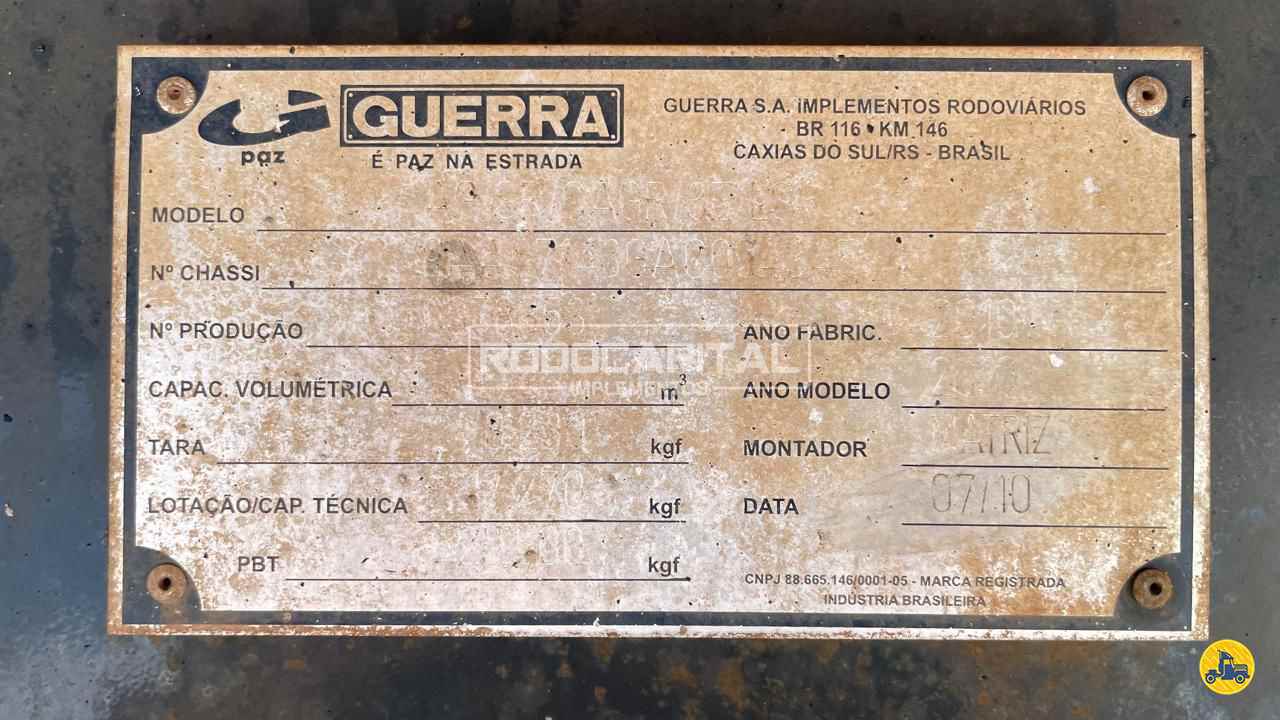 GUERRA
paz
É PAZ NA ESTRADA
GUERRA S.A. IMPLEMENTOS RODOVIÁRIOS
BR 116 - KM 146
CAXIAS DO SUL/RS - BRASIL
MODELO
Nº CHASSI
Nº PRODUÇÃO
ANO FABRIC.
RODOCAPITAL
IMPLEMENTOS
CAPAC. VOLUMÉTRICA m³
ANO MODELO
TARA kgf
MONTADOR MATRIZ
LOTAÇÃO/CAP. TÉCNICA kgf
DATA 07/10
PBT kgf
CNPJ 88.665.146/0001-05 - MARCA REGISTRADA
INDÚSTRIA BRASILEIRA